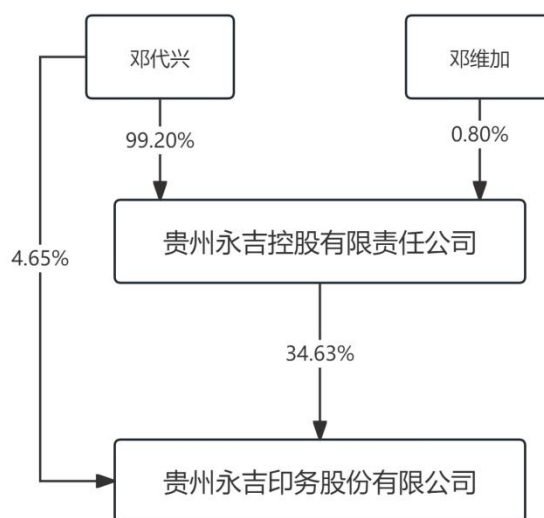 邓代兴
邓维加
99.20%
0.80%
贵州永吉控股有限责任公司
4.65%
34.63%
贵州永吉印务股份有限公司